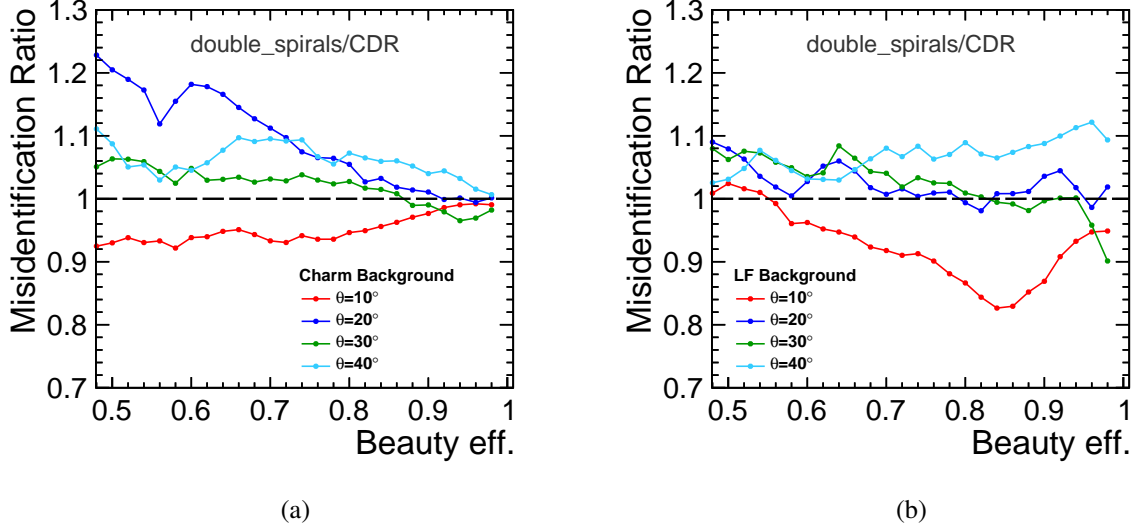 Misidentification Ratio
1.3
1.2
1.1
1
0.9
0.8
0.7
double_spirals/CDR
Charm Background
θ=10°
θ=20°
θ=30°
θ=40°
0.5 0.6 0.7 0.8 0.9 1
Beauty eff.
(a)
Misidentification Ratio
1.3
1.2
1.1
1
0.9
0.8
0.7
double_spirals/CDR
LF Background
θ=10°
θ=20°
θ=30°
θ=40°
0.5 0.6 0.7 0.8 0.9 1
Beauty eff.
(b)